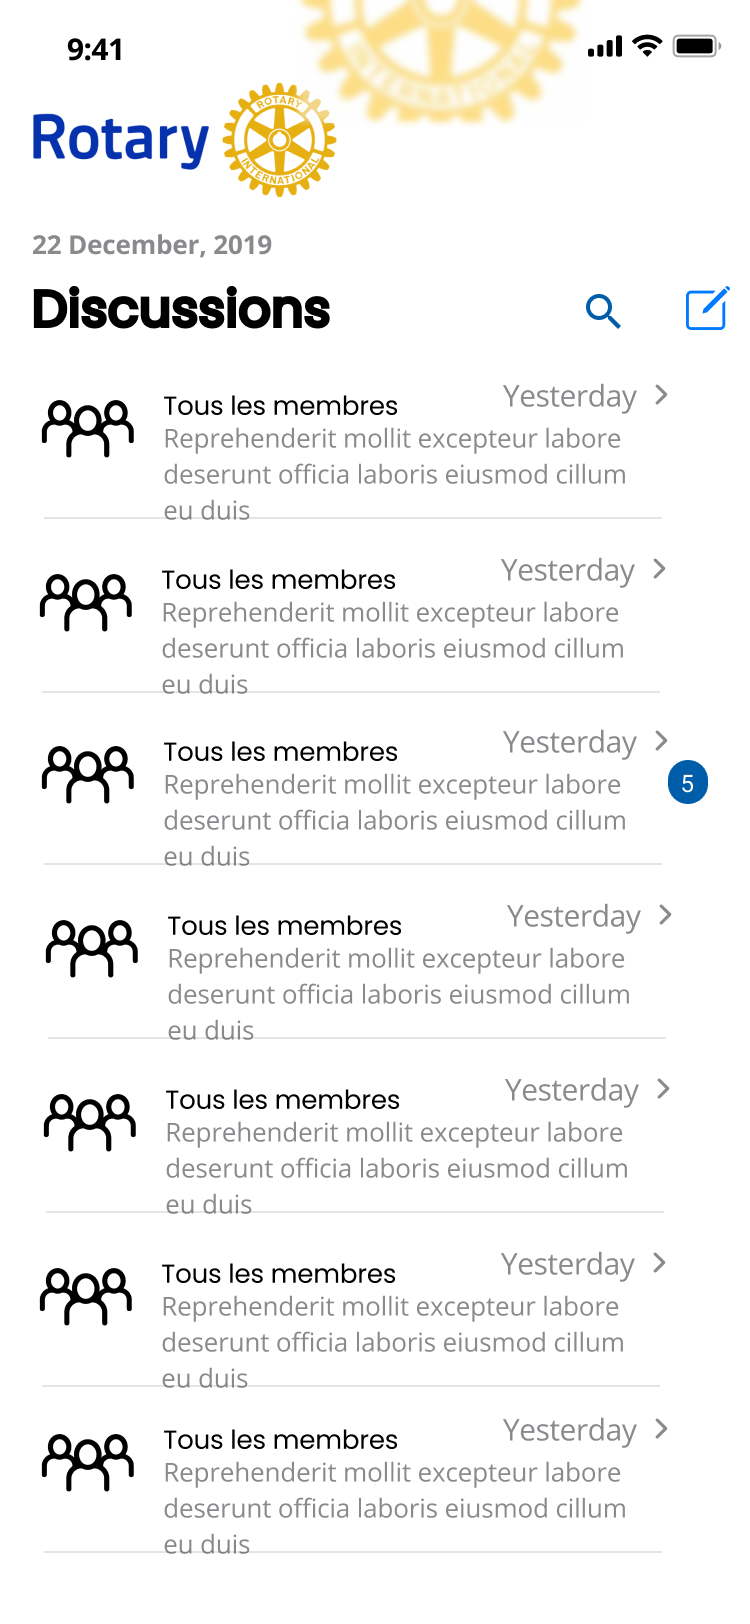 9:41
INTERNATIONAL
Rotary
ROTARY
INTERNATIONAL
22 December, 2019
Discussions
Tous les membres
Yesterday
Reprehenderit mollit excepteur labore
deserunt officia laboris eiusmod cillum
eu duis
Tous les membres
Yesterday
Reprehenderit mollit excepteur labore
deserunt officia laboris eiusmod cillum
eu duis
Tous les membres
Yesterday
Reprehenderit mollit excepteur labore
5
deserunt officia laboris eiusmod cillum
eu duis
Tous les membres
Yesterday
Reprehenderit mollit excepteur labore
deserunt officia laboris eiusmod cillum
eu duis
Tous les membres
Yesterday
Reprehenderit mollit excepteur labore
deserunt officia laboris eiusmod cillum
eu duis
Tous les membres
Yesterday
Reprehenderit mollit excepteur labore
deserunt officia laboris eiusmod cillum
eu duis
Tous les membres
Yesterday
Reprehenderit mollit excepteur labore
deserunt officia laboris eiusmod cillum
eu duis